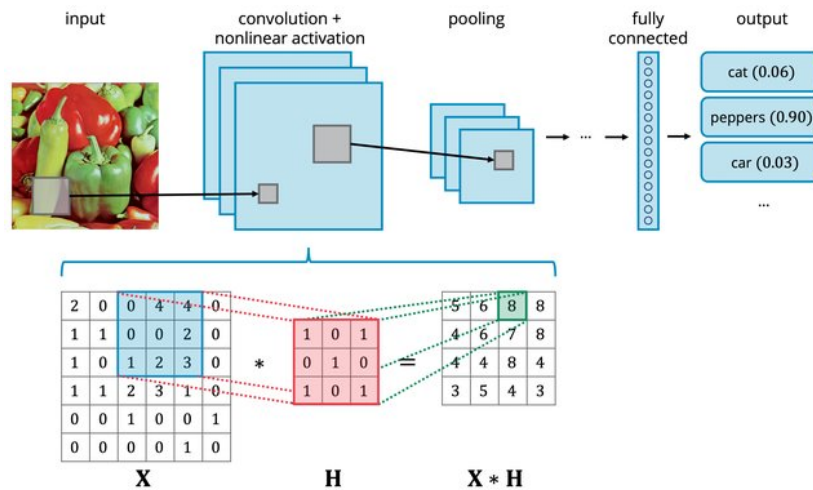 input
convolution +
nonlinear activation
pooling
fully
connected
output
cat (0.06)
peppers (0.90)
car (0.03)
...
...
2 0 0 4 4 0
1 1 0 0 2 0
1 0 1 2 3 0
1 1 2 3 1 0
0 0 1 0 0 1
0 0 0 0 1 0
*
1 0 1
0 1 0
1 0 1
=
5 6 8 8
4 6 7 8
4 4 8 4
3 5 4 3
X
H
X * H